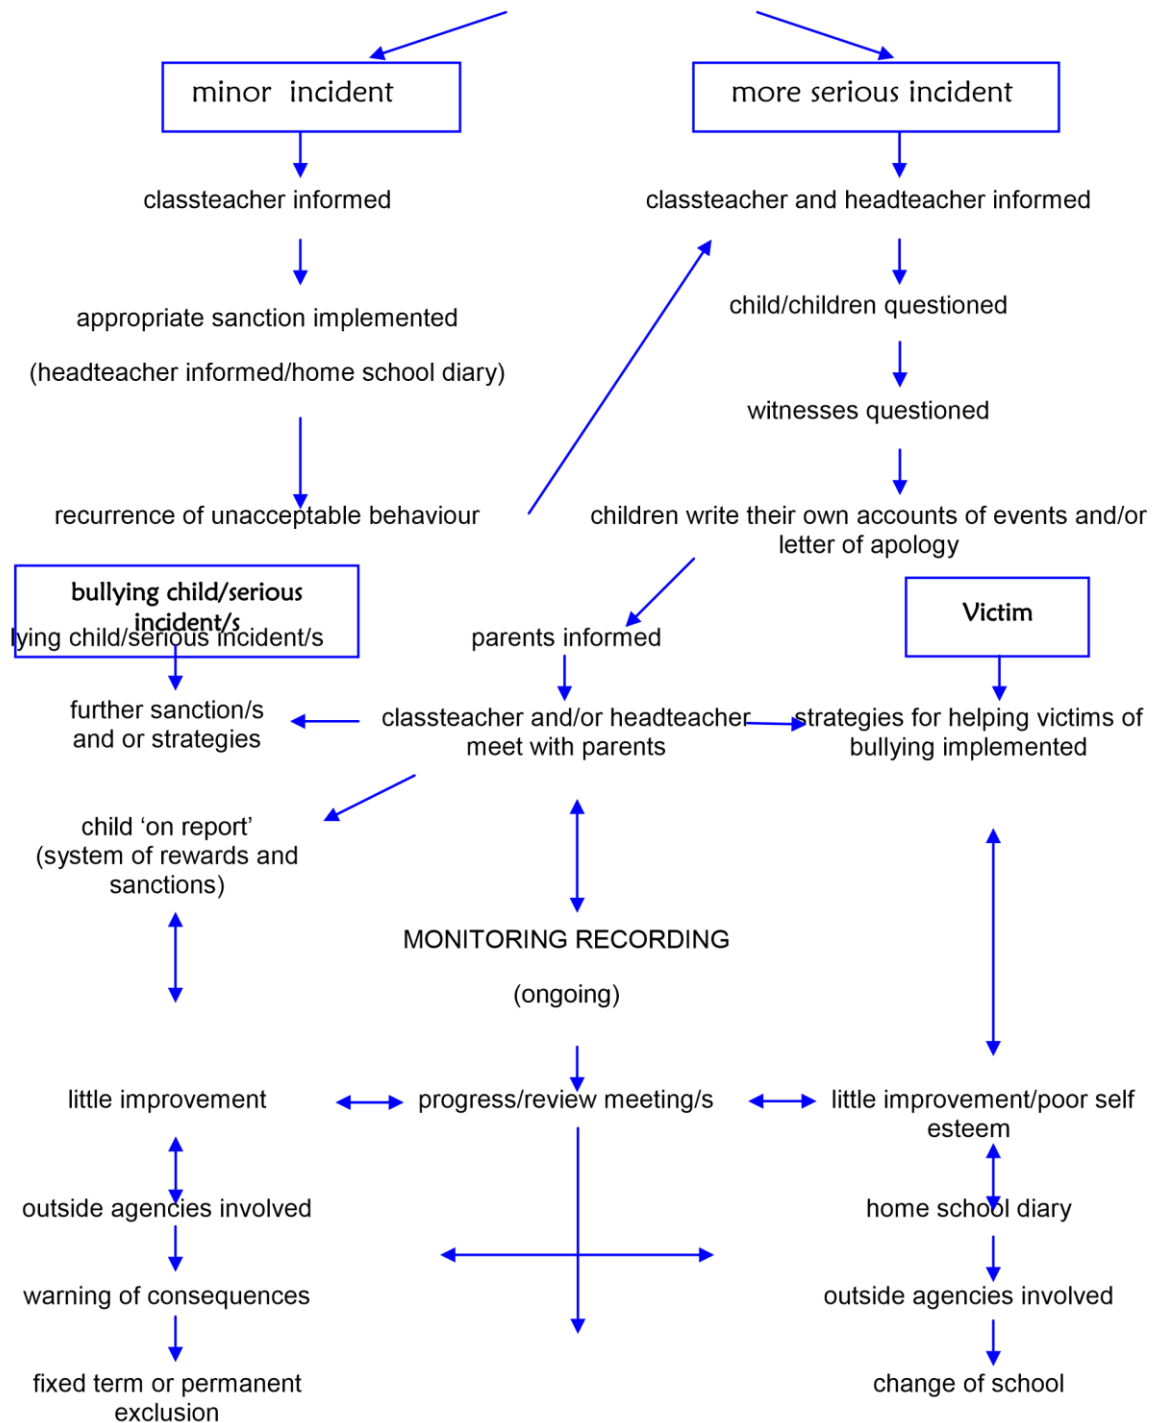 minor incident
more serious incident
classteacher informed
classteacher and headteacher informed
child/children questioned
appropriate sanction implemented
(headteacher informed/home school diary)
witnesses questioned
recurrence of unacceptable behaviour
children write their own accounts of events and/or
letter of apology
bullying child/serious
incident/s
lying child/serious incident/s
parents informed
Victim
further sanction/s
and or strategies
classteacher and/or headteacher
meet with parents
strategies for helping victims of
bullying implemented
child ‘on report’
(system of rewards and
sanctions)
MONITORING RECORDING
(ongoing)
little improvement
progress/review meeting/s
little improvement/poor self
esteem
outside agencies involved
home school diary
warning of consequences
outside agencies involved
fixed term or permanent
exclusion
change of school